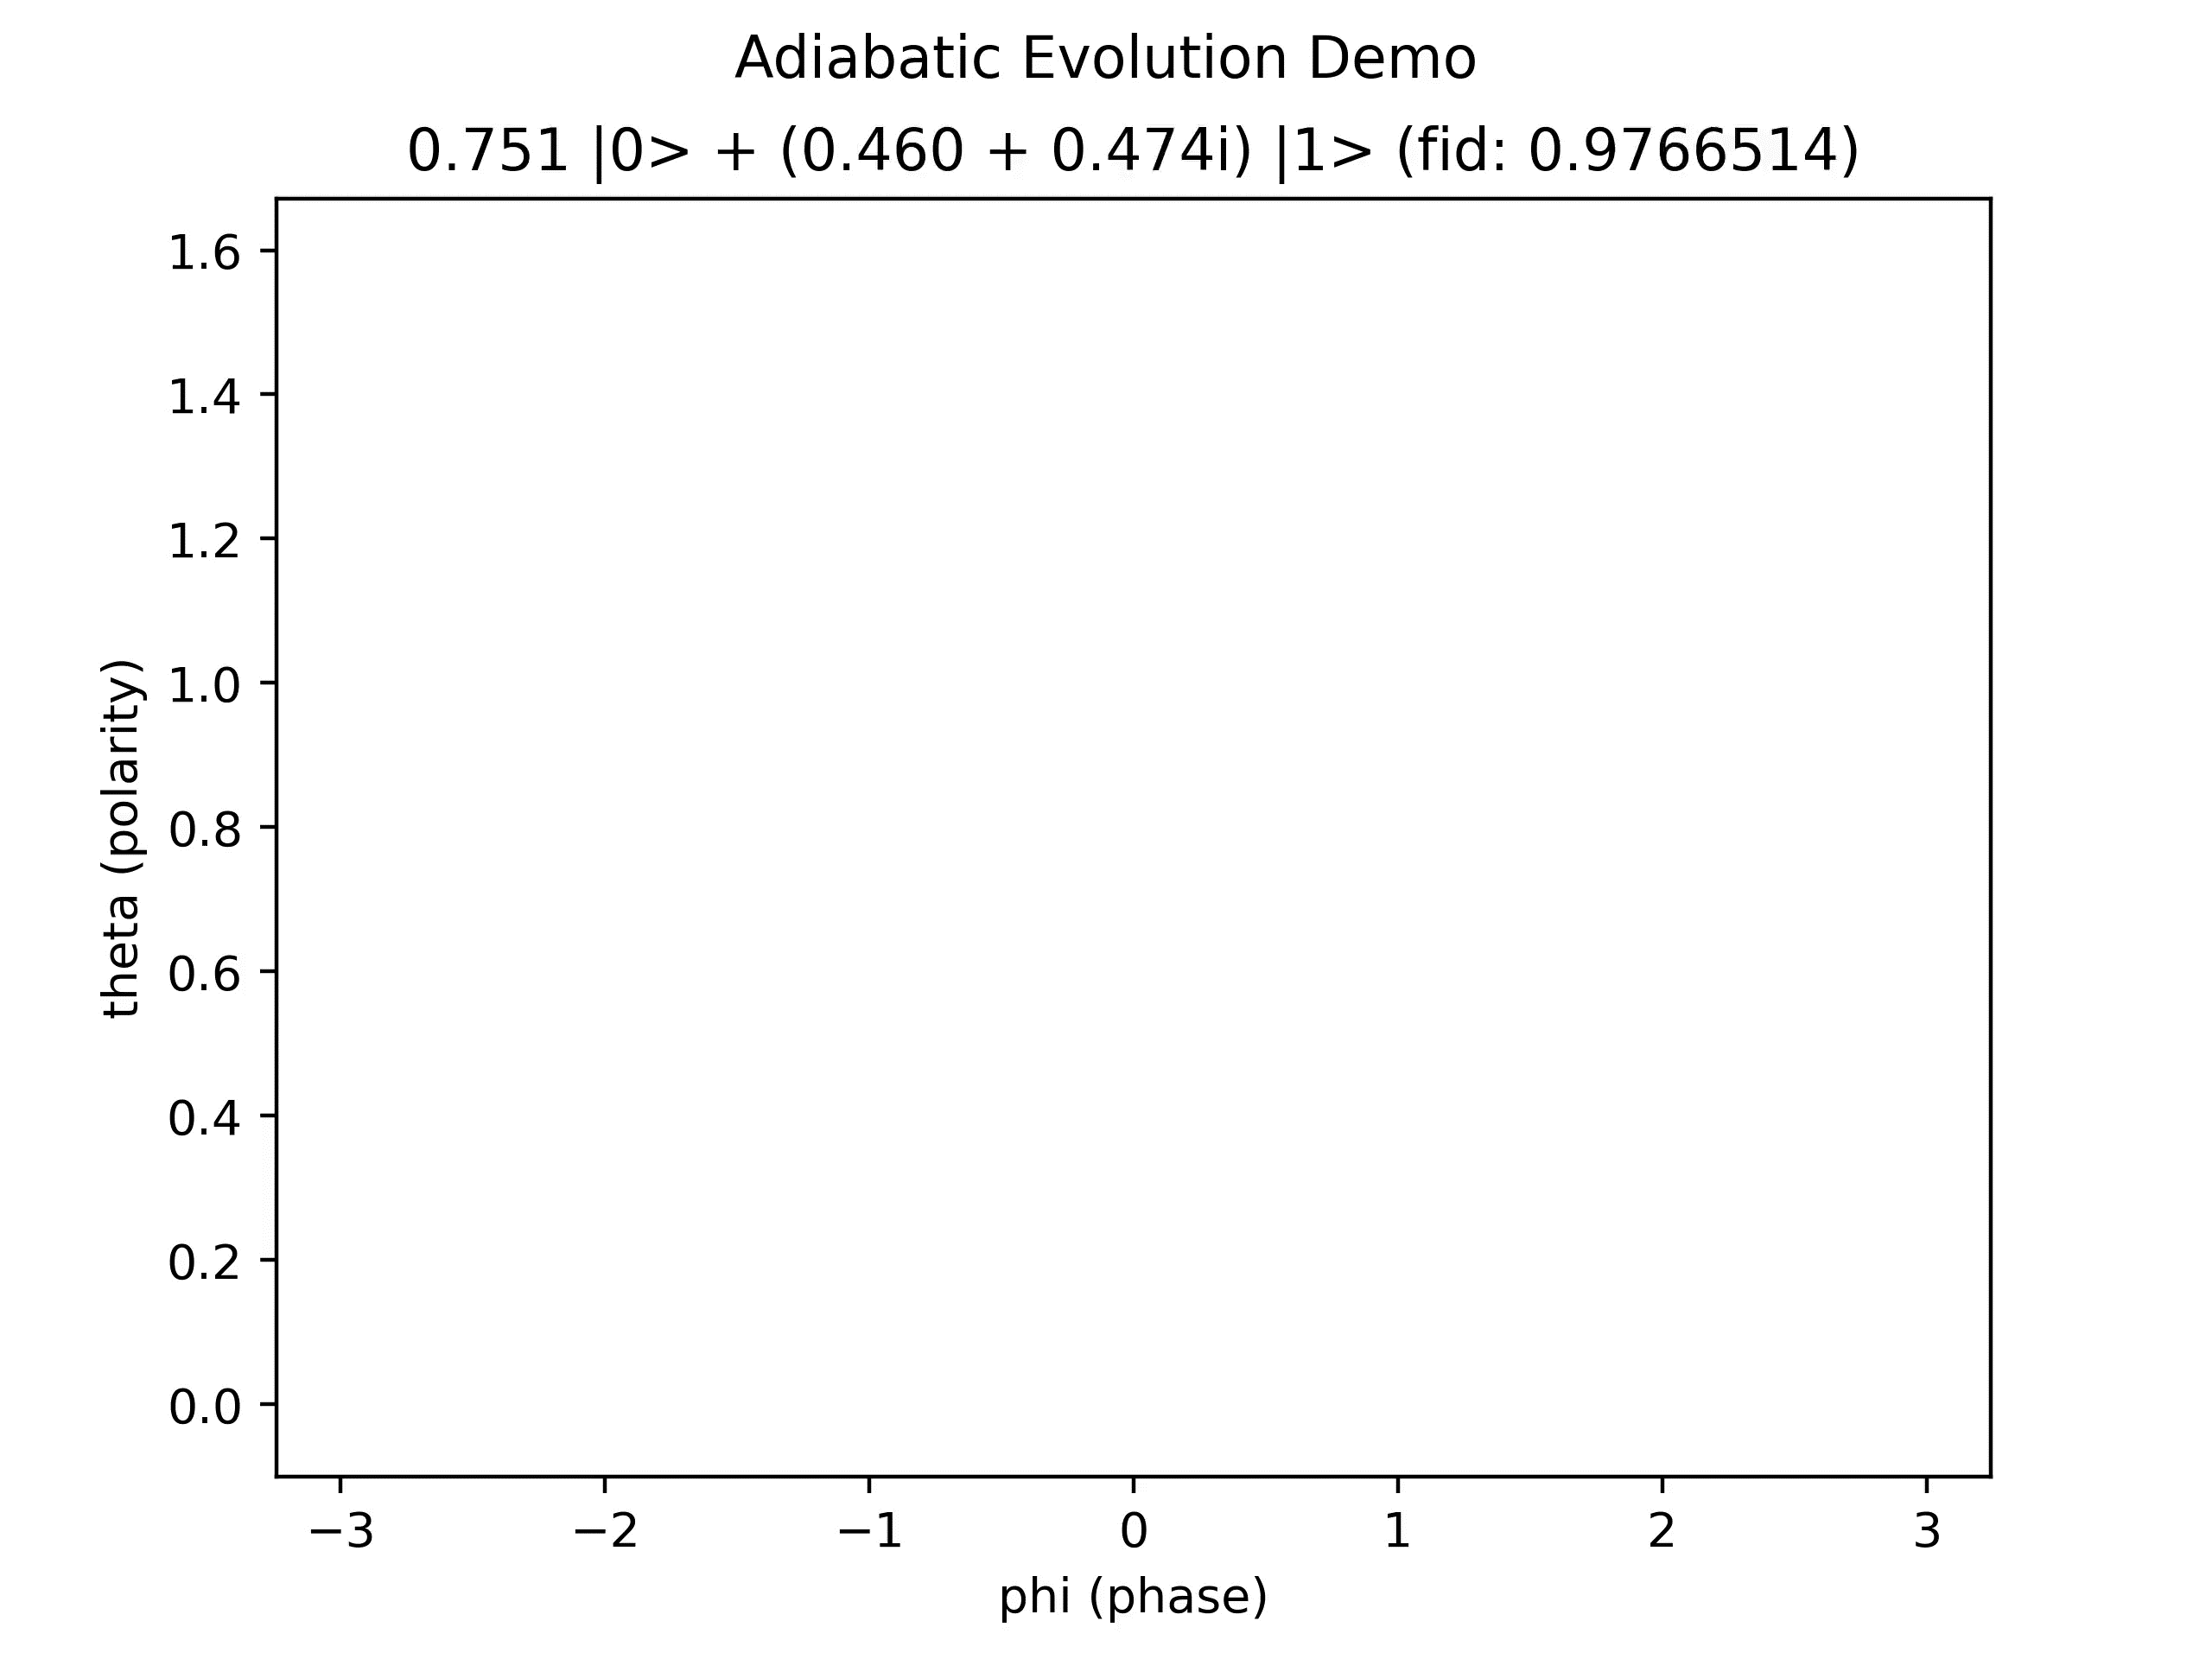 Adiabatic Evolution Demo
0.751 |0> + (0.460 + 0.474i) |1> (fid: 0.9766514)
1.6
1.4
1.2
1.0
0.8
0.6
0.4
0.2
0.0
theta (polarity)
−3 −2 −1 0 1 2 3
phi (phase)